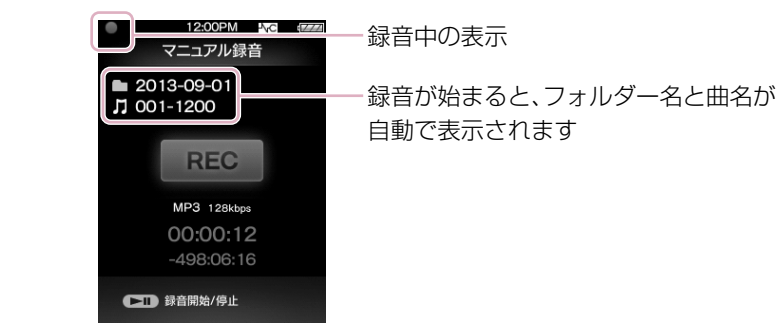 12:00PM
マニュアル録音
2013-09-01
001-1200
REC
MP3 128kbps
00:00:12
-498:06:16
録音開始/停止
録音中の表示
録音が始まると、フォルダー名と曲名が
自動で表示されます